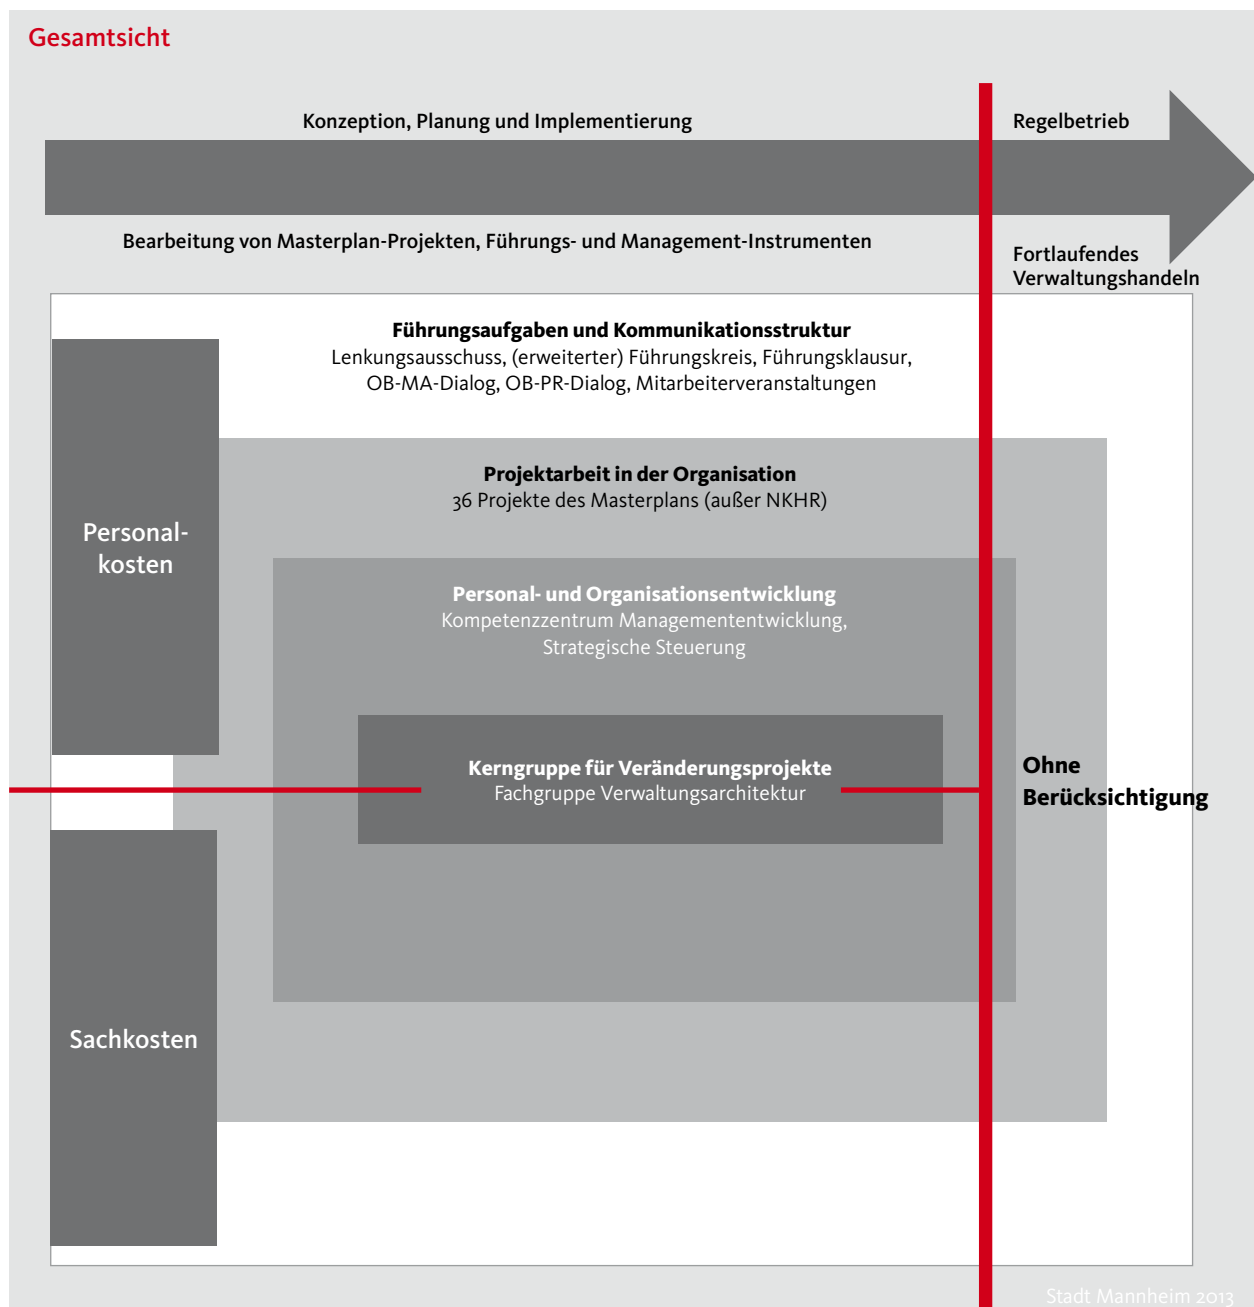 Gesamtsicht
Konzeption, Planung und Implementierung
Regelbetrieb
Bearbeitung von Masterplan-Projekten, Führungs- und Management-Instrumenten
Fortlaufendes
Verwaltungshandeln
Führungsaufgaben und Kommunikationsstruktur
Lenkungsausschuss, (erweiterter) Führungskreis, Führungsklausur,
OB-MA-Dialog, OB-PR-Dialog, Mitarbeiterveranstaltungen
Projektarbeit in der Organisation
36 Projekte des Masterplans (außer NKHR)
Personal-
kosten
Personal- und Organisationsentwicklung
Kompetenzzentrum Managemententwicklung,
Strategische Steuerung
Kerngruppe für Veränderungsprojekte
Fachgruppe Verwaltungsarchitektur
Ohne
Berücksichtigung
Sachkosten
Stadt Mannheim 2013